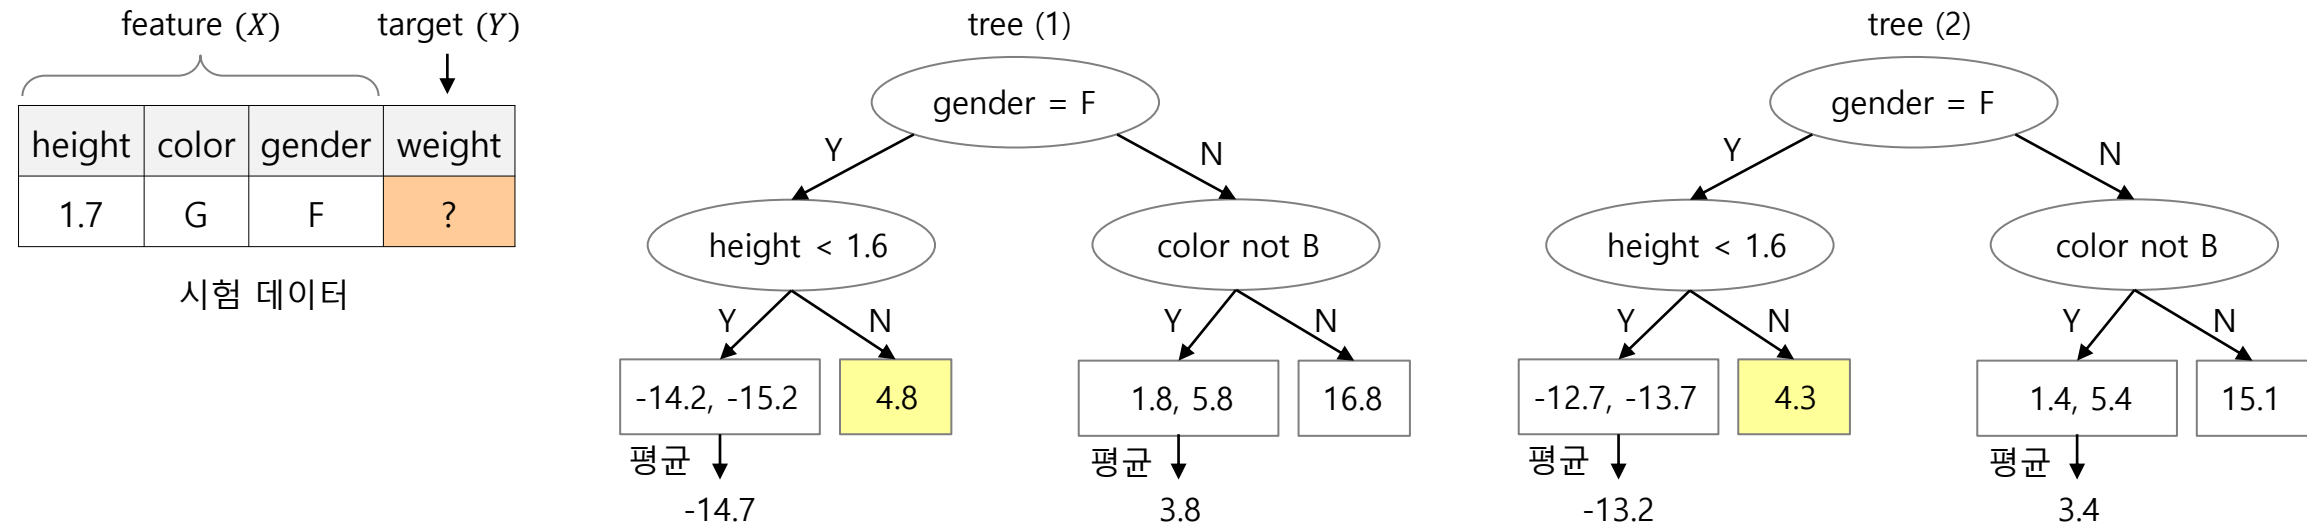 feature (X)
target (Y)
height color gender weight
1.7 G F ?
시험 데이터
tree (1)
gender = F
Y
N
height < 1.6
color not B
Y
N
Y
N
-14.2, -15.2
4.8
1.8, 5.8
16.8
평균
평균
-14.7
3.8
tree (2)
gender = F
Y
N
height < 1.6
color not B
Y
N
Y
N
-12.7, -13.7
4.3
1.4, 5.4
15.1
평균
평균
-13.2
3.4